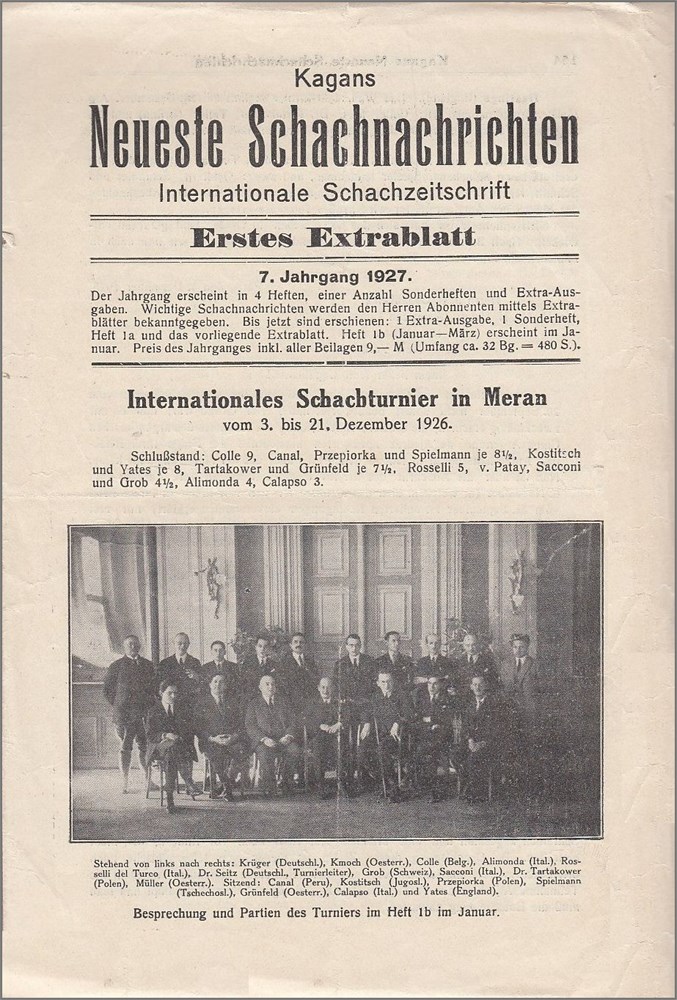 Kagans
Neueste Schachnachrichten
Internationale Schachzeitschrift
Erstes Extrablatt
7. Jahrgang 1927.
Der Jahrgang erscheint in 4 Heften, einer Anzahl Sonderheften und Extra-Aus-
gaben. Wichtige Schachnachrichten werden den Herren Abonnenten mittels Extra-
blätter bekanntgegeben. Bis jetzt sind erschienen: 1 Extra-Ausgabe, 1 Sonderheft,
Heft 1a und das vorliegende Extrablatt. Heft 1b (Januar—März) erscheint im Ja-
nuar. Preis des Jahrganges inkl. aller Beilagen 9,— M (Umfang ca. 32 Bg. = 480 S.).
Internationales Schachturnier in Meran
vom 3. bis 21. Dezember 1926.
Schlußstand: Colle 9, Canal, Przepiorka und Spielmann je 8½, Kostitsch
und Yates je 8, Tartakower und Grünfeld je 7½, Rosselli 5, v. Patay, Sacconi
und Grob 4½, Alimonda 4, Calapso 3.
Stehend von links nach rechts: Krüger (Deutschl.), Kmoch (Oesterr.), Colle (Belg.), Alimonda (Ital.), Ros-
selli del Turco (Ital.), Dr. Seitz (Deutschl., Turnierleiter), Grob (Schweiz), Sacconi (Ital.), Dr. Tartakower
(Polen), Müller (Oesterr.). Sitzend: Canal (Peru), Kostitsch (Jugosl.), Przepiorka (Polen), Spielmann
(Tschechosl.), Grünfeld (Oesterr.), Calapso (Ital.) und Yates (England).
Besprechung und Partien des Turniers im Heft 1b im Januar.